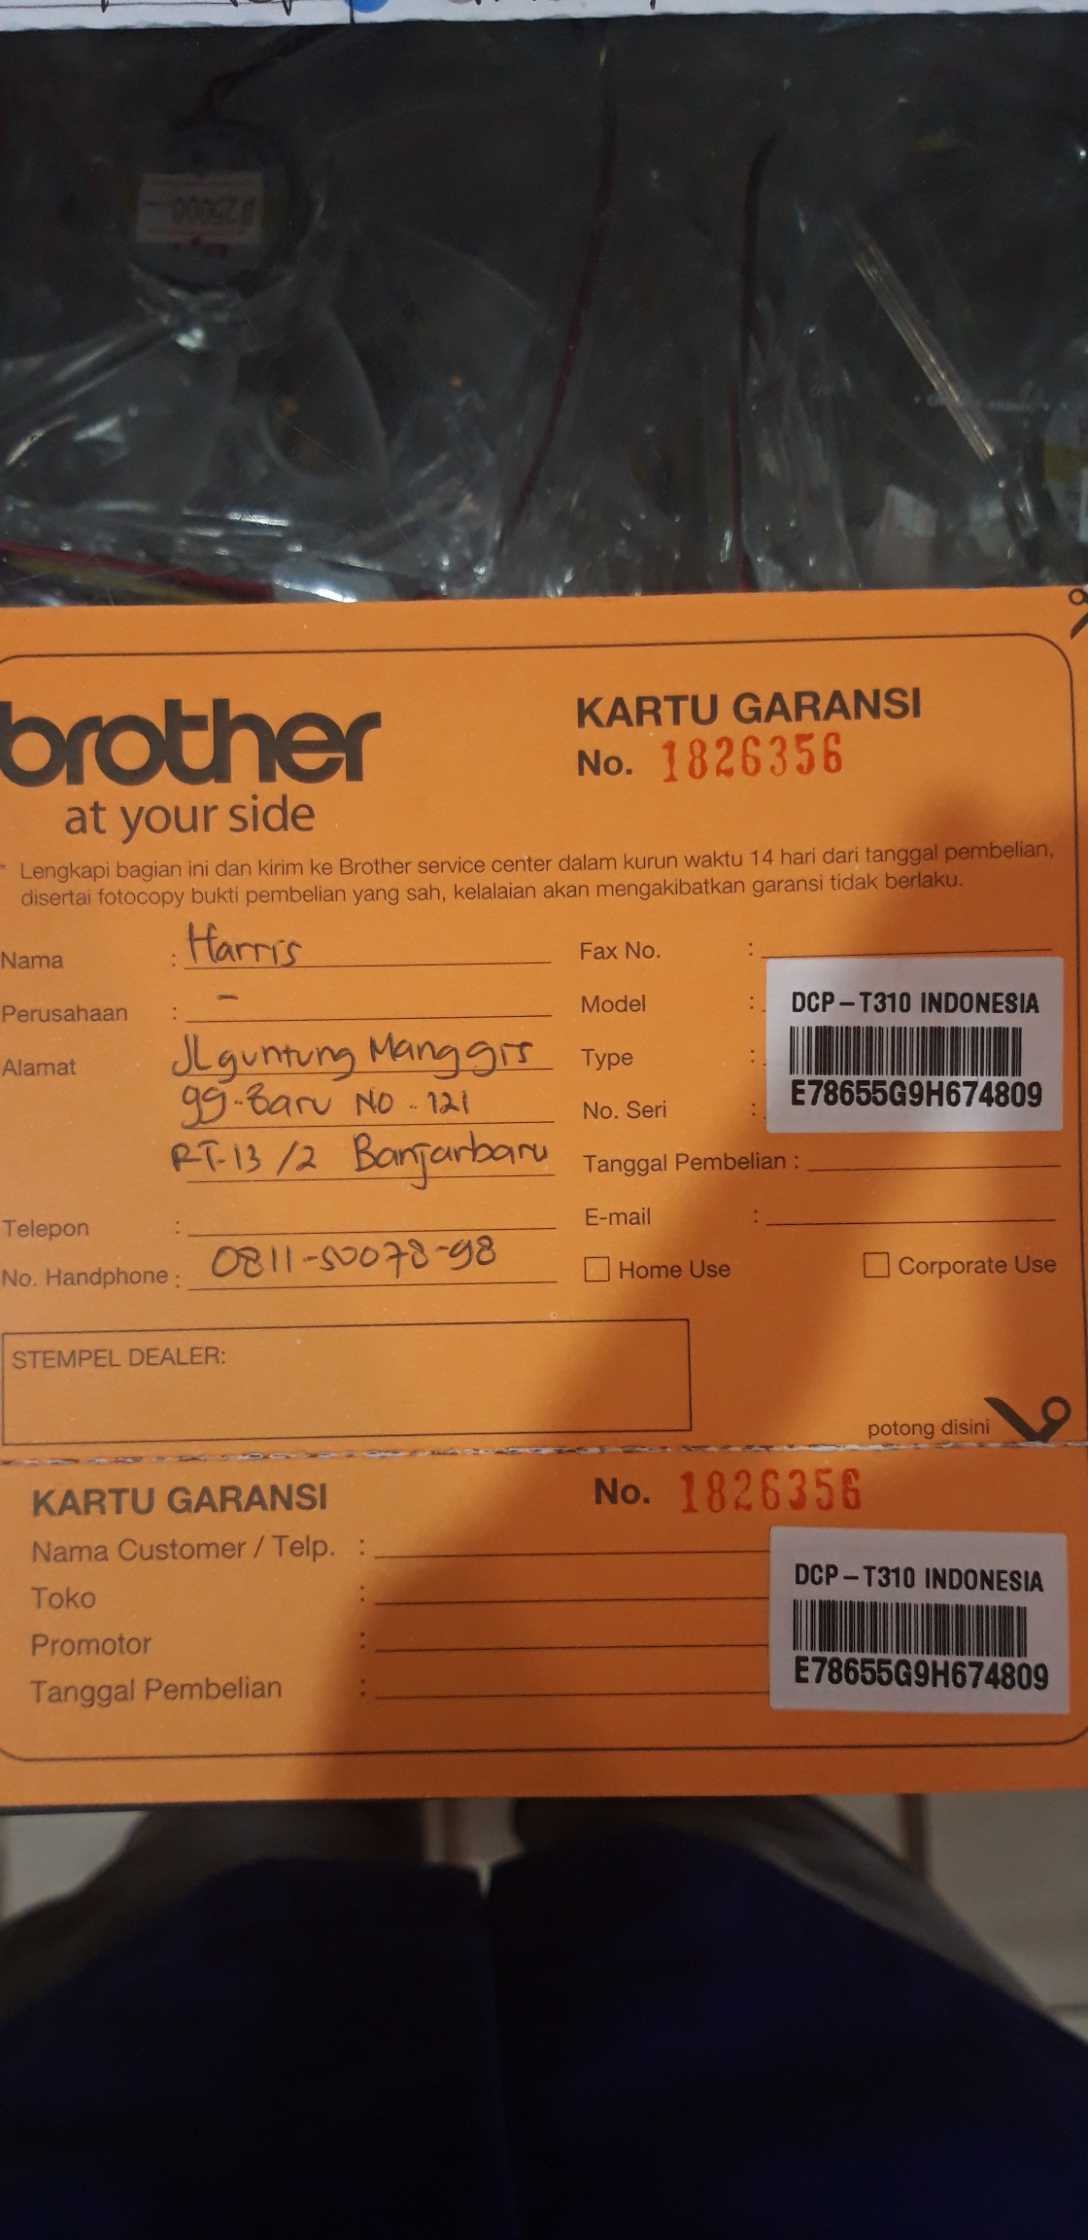 brother
at your side
KARTU GARANSI
No. 1826356
* Lengkapi bagian ini dan kirim ke Brother service center dalam kurun waktu 14 hari dari tanggal pembelian,
disertai fotocopy bukti pembelian yang sah, kelalaian akan mengakibatkan garansi tidak berlaku.
Nama : Harris
Perusahaan : -
Alamat Jl guntung Manggis
gg. Baru NO. 121
RT. 13 /2 Banjarbaru
Telepon :
No. Handphone : 0811-50078-98
Fax No. :
Model : DCP-T310 INDONESIA
Type :
No. Seri : E78655G9H674809
Tanggal Pembelian :
E-mail :
Home Use Corporate Use
STEMPEL DEALER:
potong disini
KARTU GARANSI No. 1826356
Nama Customer / Telp. :
Toko :
Promotor :
Tanggal Pembelian :
DCP-T310 INDONESIA
E78655G9H674809